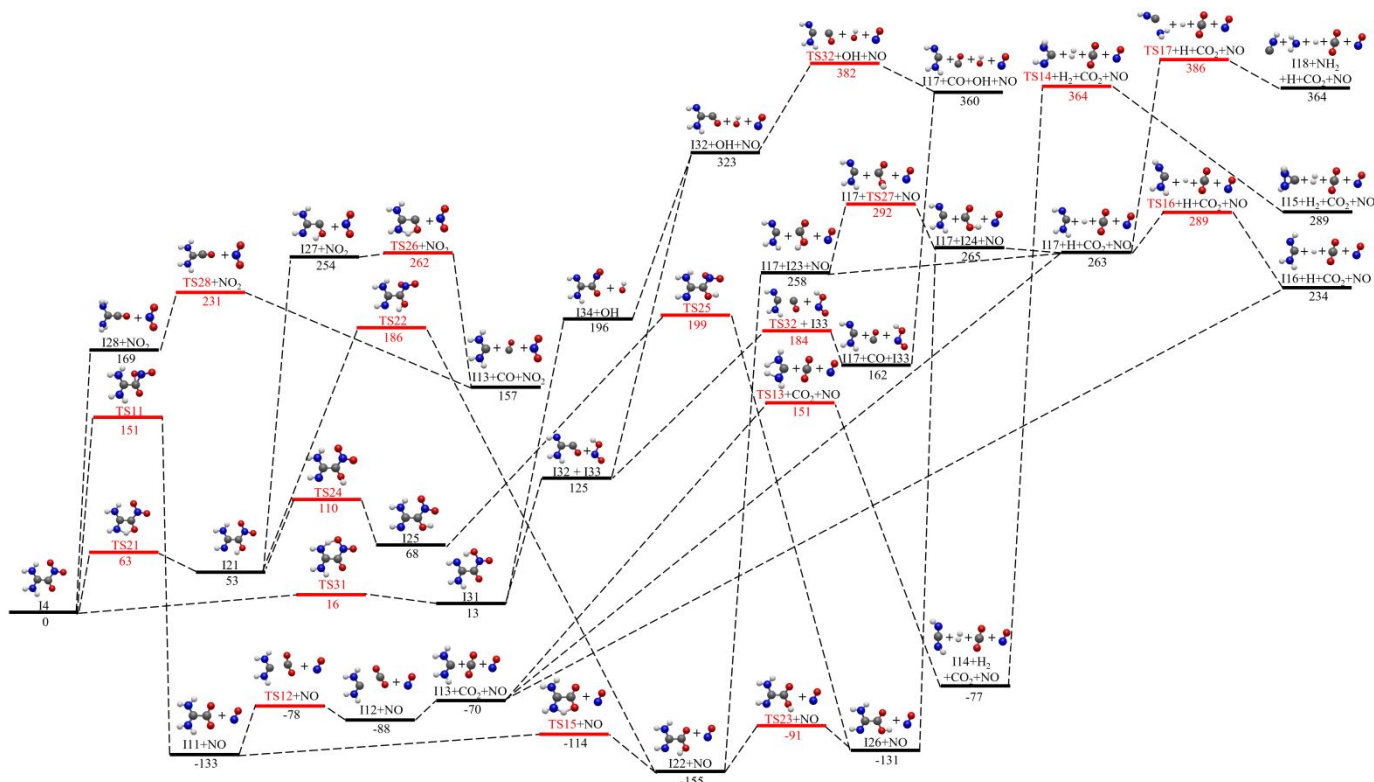 TS32+OH+NO
382
I17+CO+OH+NO
360
TS14+H₂+CO₂+NO
364
TS17+H+CO₂+NO
386
I18+NH₂
+H+CO₂+NO
364
I32+OH+NO
323
I17+TS27+NO
292
TS16+H+CO₂+NO
289
I15+H₂+CO₂+NO
289
I27+NO₂
254
TS26+NO₂
262
I17+I23+NO
258
I17+I24+NO
265
I17+H+CO₂+NO
263
I16+H+CO₂+NO
234
TS28+NO₂
231
TS22
186
I34+OH
196
TS25
199
TS32 + I33
184
I28+NO₂
169
I13+CO+NO₂
157
I17+CO+I33
162
TS11
151
TS13+CO₂+NO
151
I32 + I33
125
TS24
110
I25
68
TS21
63
I21
53
TS31
16
I31
13
I4
0
I14+H₂
+CO₂+NO
-77
TS12+NO
-78
I12+NO
-88
I13+CO₂+NO
-70
TS15+NO
-114
TS23+NO
-91
I11+NO
-133
I22+NO
-155
I26+NO
-131